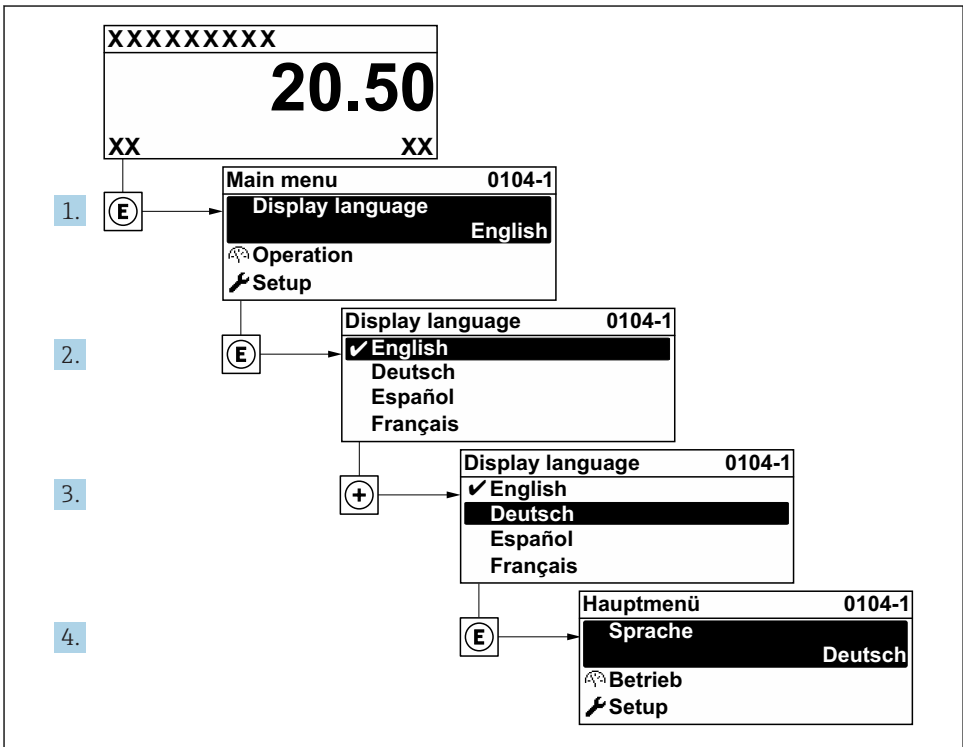 XXXXXXXXX
20.50
XX XX
1. E
Main menu 0104-1
Display language
English
Operation
Setup
2. E
Display language 0104-1
✔ English
Deutsch
Español
Français
3. +
Display language 0104-1
✔ English
Deutsch
Español
Français
4. E
Hauptmenü 0104-1
Sprache
Deutsch
Betrieb
Setup